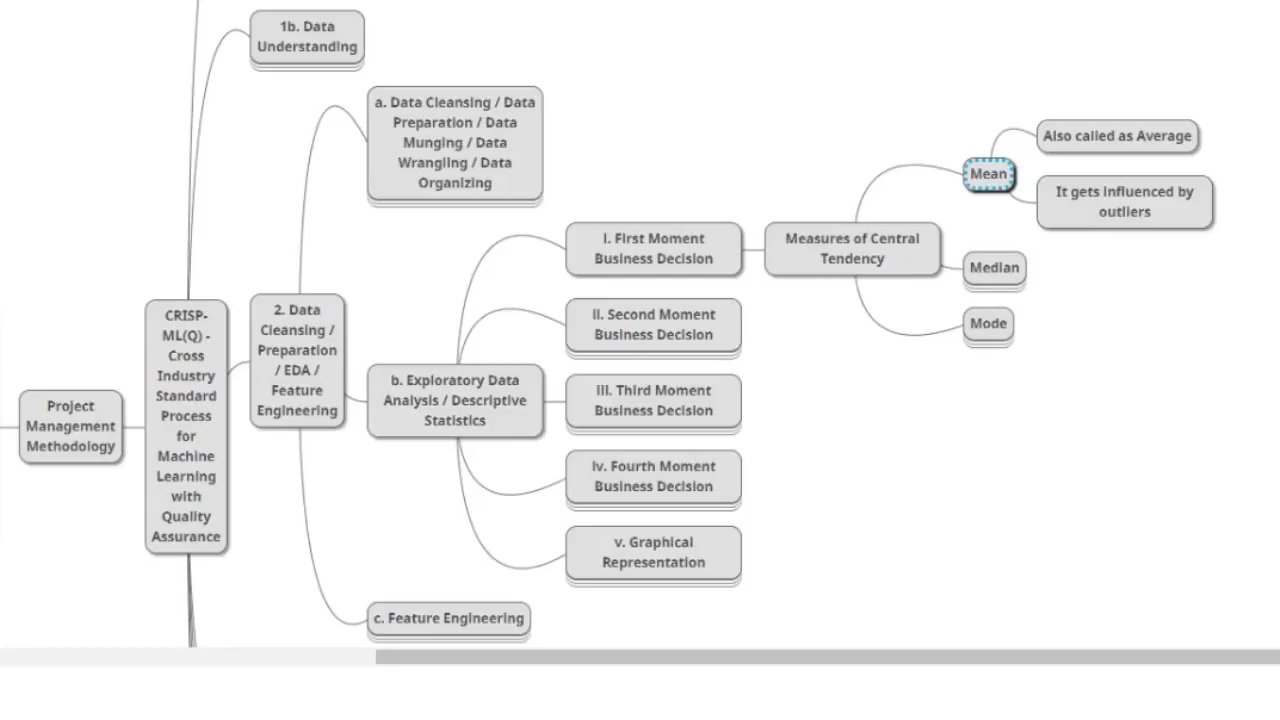 1b. Data
Understanding
a. Data Cleansing / Data
Preparation / Data
Munging / Data
Wrangling / Data
Organizing
Also called as Average
Mean
It gets influenced by
outliers
i. First Moment
Business Decision
Measures of Central
Tendency
Median
Mode
CRISP-
ML(Q) -
Cross
Industry
Standard
Process
for
Machine
Learning
with
Quality
Assurance
2. Data
Cleansing /
Preparation
/ EDA /
Feature
Engineering
ii. Second Moment
Business Decision
b. Exploratory Data
Analysis / Descriptive
Statistics
iii. Third Moment
Business Decision
Project
Management
Methodology
iv. Fourth Moment
Business Decision
v. Graphical
Representation
c. Feature Engineering